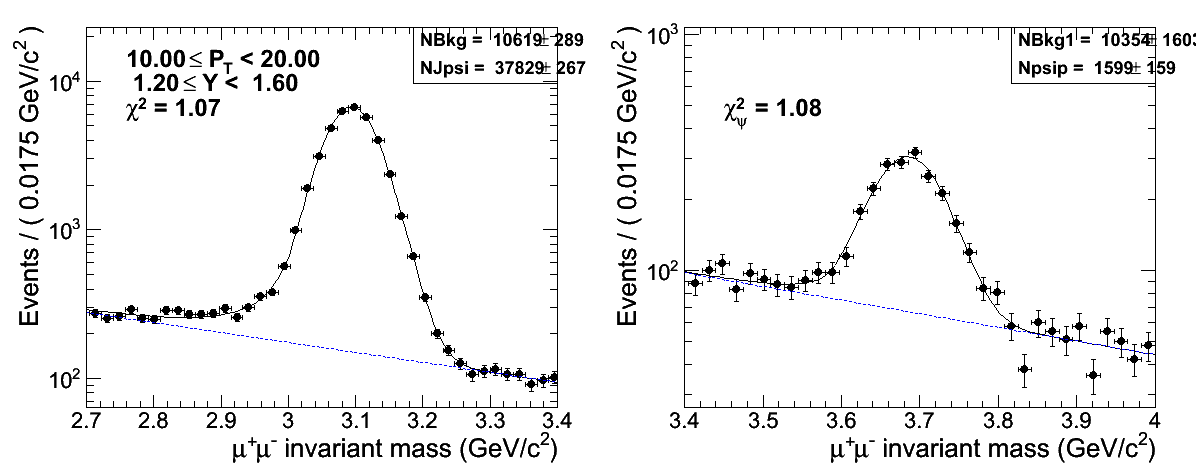 NBkg = 10619± 289
NJpsi = 37829± 267
10.00 ≤ P_T < 20.00
1.20 ≤ Y < 1.60
χ² = 1.07
10⁴
10³
10²
Events / ( 0.0175 GeV/c² )
2.7 2.8 2.9 3 3.1 3.2 3.3 3.4
μ⁺μ⁻ invariant mass (GeV/c²)
NBkg1 = 10354± 1603
Npsip = 1599± 159
χ²_ψ = 1.08
10³
10²
Events / ( 0.0175 GeV/c² )
3.4 3.5 3.6 3.7 3.8 3.9 4
μ⁺μ⁻ invariant mass (GeV/c²)